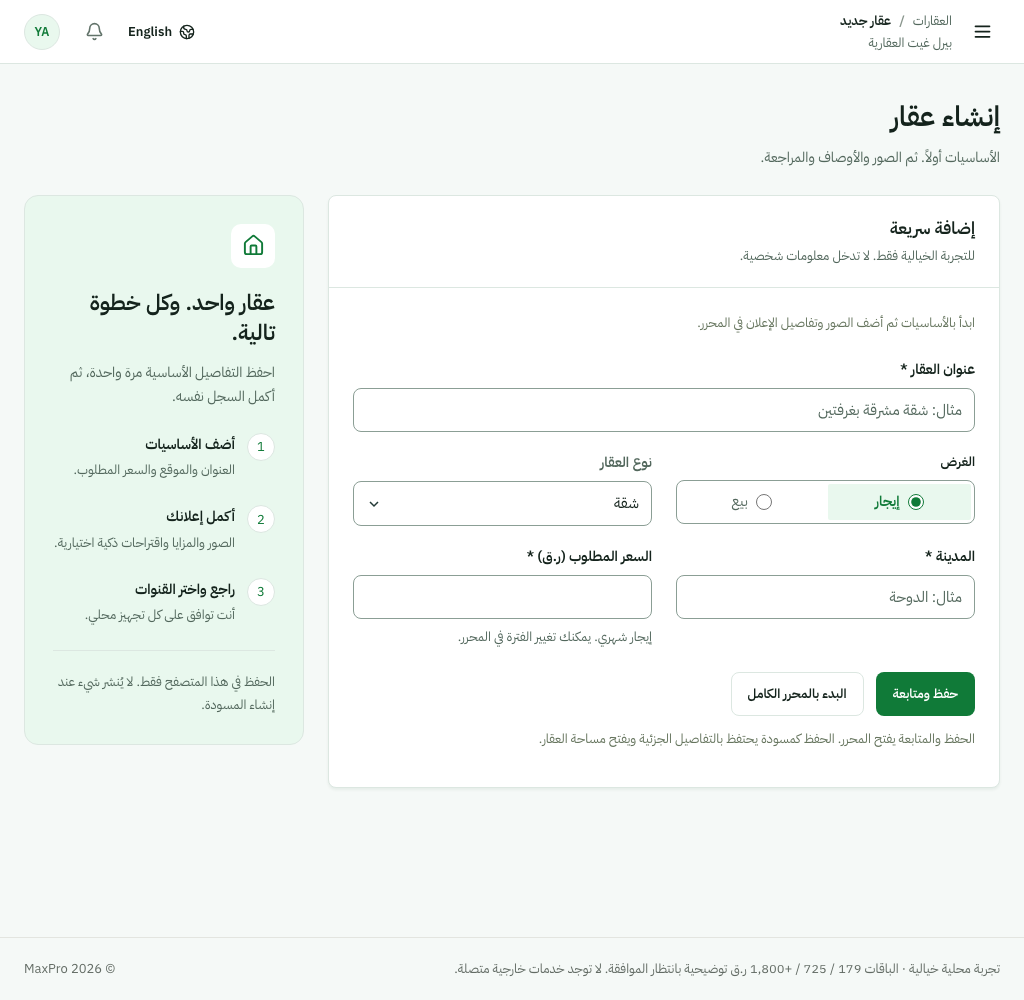 العقارات / عقار جديد
بيرل غيت العقارية
English
YA
إنشاء عقار
الأساسيات أولاً. ثم الصور والأوصاف والمراجعة.
إضافة سريعة
للتجربة الخيالية فقط. لا تدخل معلومات شخصية.
ابدأ بالأساسيات ثم أضف الصور وتفاصيل الإعلان في المحرر.
عنوان العقار *
مثال: شقة مشرقة بغرفتين
الغرض
إيجار
بيع
نوع العقار
شقة
المدينة *
مثال: الدوحة
السعر المطلوب (ر.ق) *
إيجار شهري. يمكنك تغيير الفترة في المحرر.
حفظ ومتابعة
البدء بالمحرر الكامل
الحفظ والمتابعة يفتح المحرر. الحفظ كمسودة يحتفظ بالتفاصيل الجزئية ويفتح مساحة العقار.
عقار واحد. وكل خطوة
تالية.
احفظ التفاصيل الأساسية مرة واحدة، ثم
أكمل السجل نفسه.
1 أضف الأساسيات
العنوان والموقع والسعر المطلوب.
2 أكمل إعلانك
الصور والمزايا واقتراحات ذكية اختيارية.
3 راجع واختر القنوات
أنت توافق على كل تجهيز محلي.
الحفظ في هذا المتصفح فقط. لا يُنشر شيء عند
إنشاء المسودة.
تجربة محلية خيالية · الباقات 179 / 725 / +1,800 ر.ق توضيحية بانتظار الموافقة. لا توجد خدمات خارجية متصلة.
© 2026 MaxPro